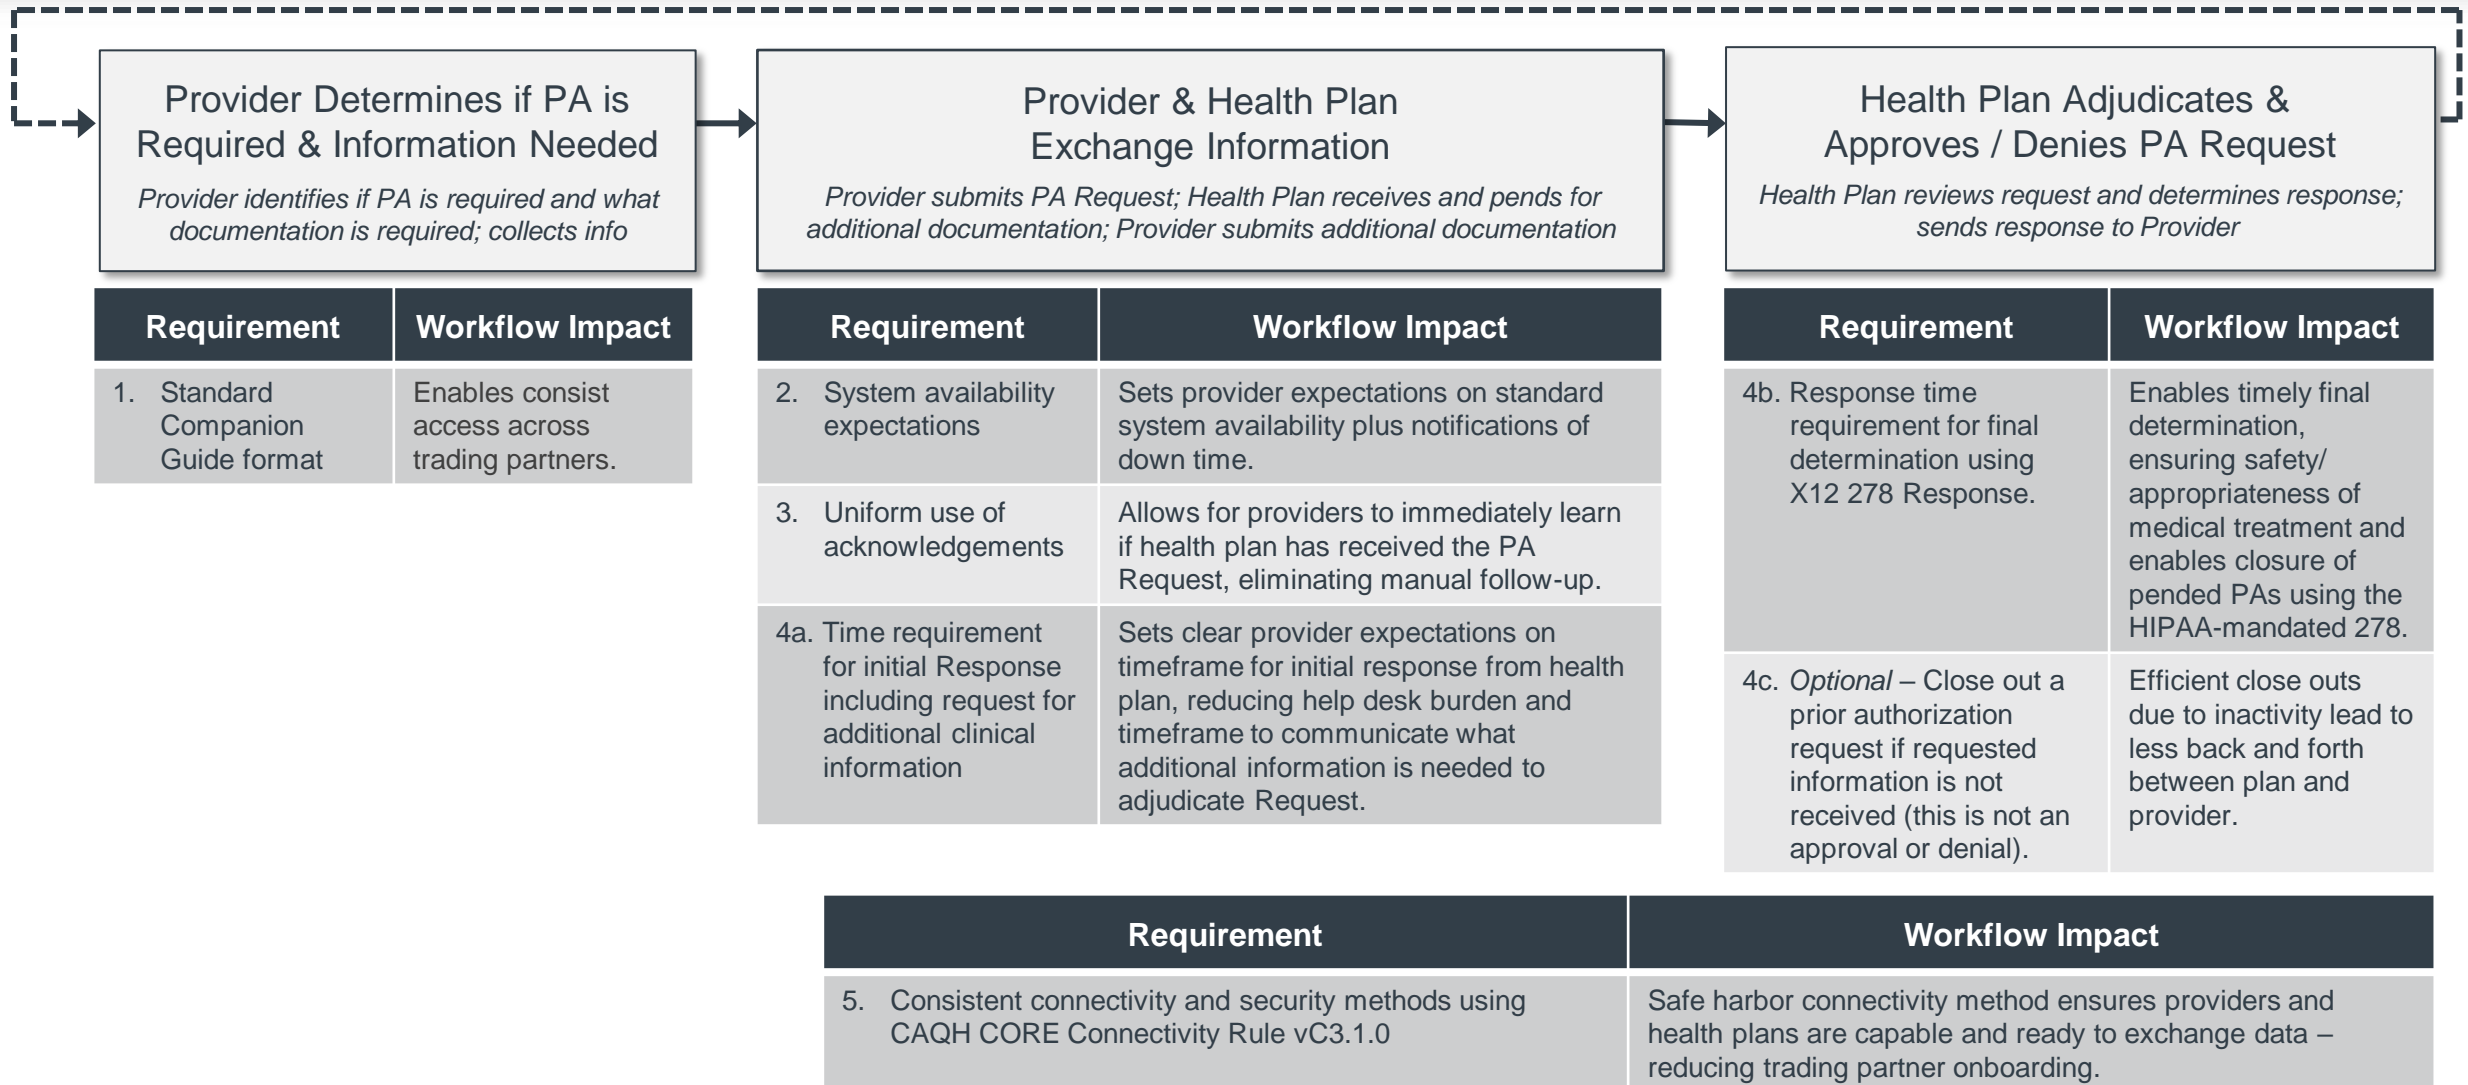 Provider Determines if PA is
Required & Information Needed
Provider identifies if PA is required and what
documentation is required; collects info
Provider & Health Plan
Exchange Information
Provider submits PA Request; Health Plan receives and pends for
additional documentation; Provider submits additional documentation
Health Plan Adjudicates &
Approves / Denies PA Request
Health Plan reviews request and determines response;
sends response to Provider
Requirement
Workflow Impact
1. Standard
Companion
Guide format
Enables consist
access across
trading partners.
Requirement
Workflow Impact
2. System availability
expectations
Sets provider expectations on standard
system availability plus notifications of
down time.
3. Uniform use of
acknowledgements
Allows for providers to immediately learn
if health plan has received the PA
Request, eliminating manual follow-up.
4a. Time requirement
for initial Response
including request for
additional clinical
information
Sets clear provider expectations on
timeframe for initial response from health
plan, reducing help desk burden and
timeframe to communicate what
additional information is needed to
adjudicate Request.
Requirement
Workflow Impact
4b. Response time
requirement for final
determination using
X12 278 Response.
Enables timely final
determination,
ensuring safety/
appropriateness of
medical treatment and
enables closure of
pended PAs using the
HIPAA-mandated 278.
4c. Optional – Close out a
prior authorization
request if requested
information is not
received (this is not an
approval or denial).
Efficient close outs
due to inactivity lead to
less back and forth
between plan and
provider.
Requirement
Workflow Impact
5. Consistent connectivity and security methods using
CAQH CORE Connectivity Rule vC3.1.0
Safe harbor connectivity method ensures providers and
health plans are capable and ready to exchange data –
reducing trading partner onboarding.